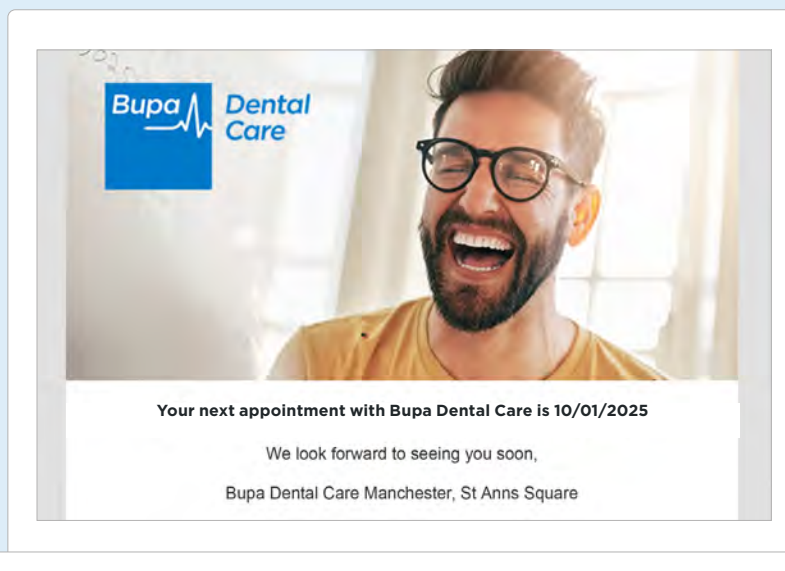 Bupa
Dental
Care
Your next appointment with Bupa Dental Care is 10/01/2025
We look forward to seeing you soon,
Bupa Dental Care Manchester, St Anns Square